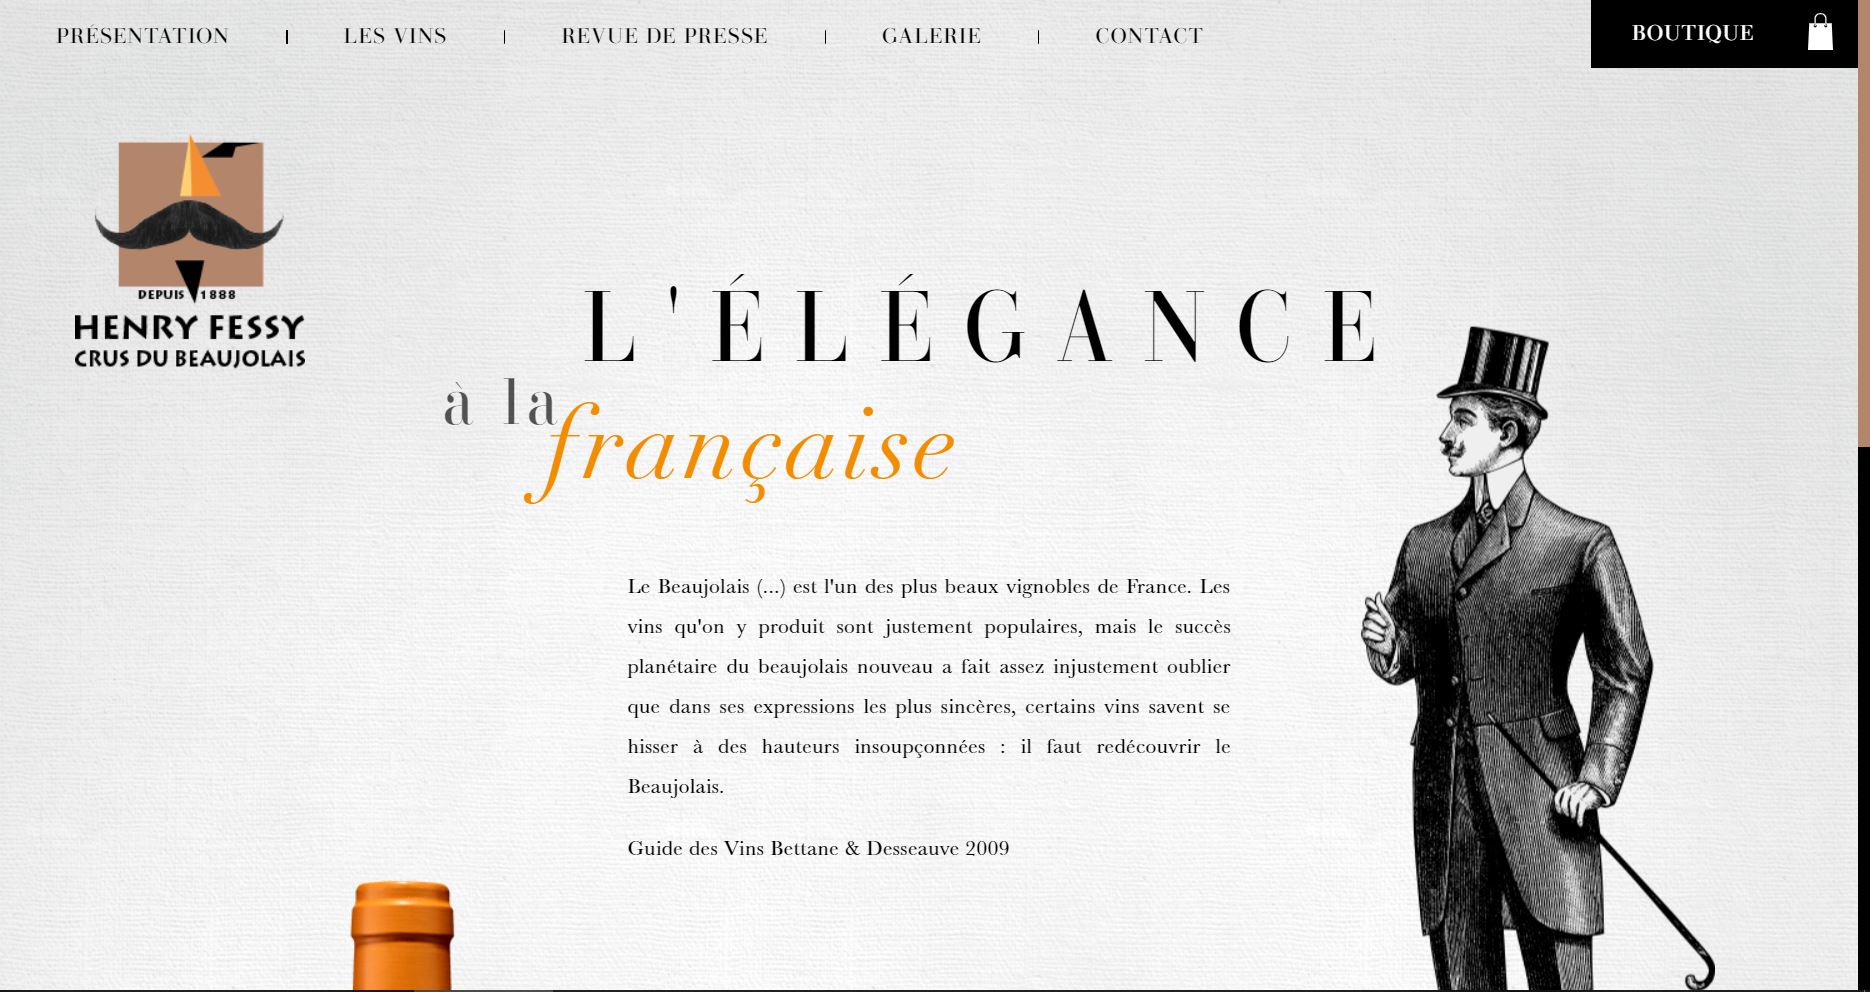 PRÉSENTATION
LES VINS
REVUE DE PRESSE
GALERIE
CONTACT
BOUTIQUE
DEPUIS 1888
HENRY FESSY
CRUS DU BEAUJOLAIS
L'ÉLÉGANCE
à la
française
Le Beaujolais (...) est l'un des plus beaux vignobles de France. Les
vins qu'on y produit sont justement populaires, mais le succès
planétaire du beaujolais nouveau a fait assez injustement oublier
que dans ses expressions les plus sincères, certains vins savent se
hisser à des hauteurs insoupçonnées : il faut redécouvrir le
Beaujolais.
Guide des Vins Bettane & Desseauve 2009